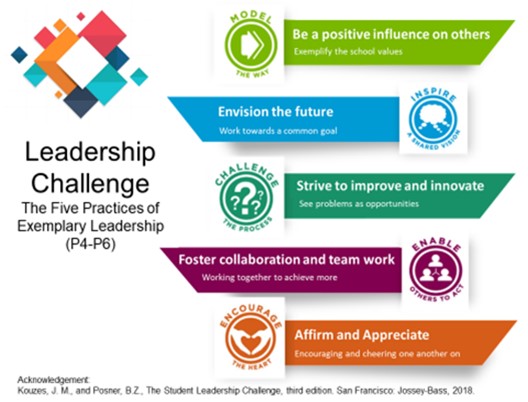 MODEL
THE WAY
Be a positive influence on others
Exemplify the school values
Envision the future
Work towards a common goal
INSPIRE
A SHARED VISION
Leadership
Challenge
The Five Practices of
Exemplary Leadership
(P4-P6)
CHALLENGE
THE PROCESS
Strive to improve and innovate
See problems as opportunities
Foster collaboration and team work
Working together to achieve more
ENABLE
OTHERS TO ACT
ENCOURAGE
THE HEART
Affirm and Appreciate
Encouraging and cheering one another on
Acknowledgement:
Kouzes, J. M., and Posner, B.Z., The Student Leadership Challenge, third edition. San Francisco: Jossey-Bass, 2018.